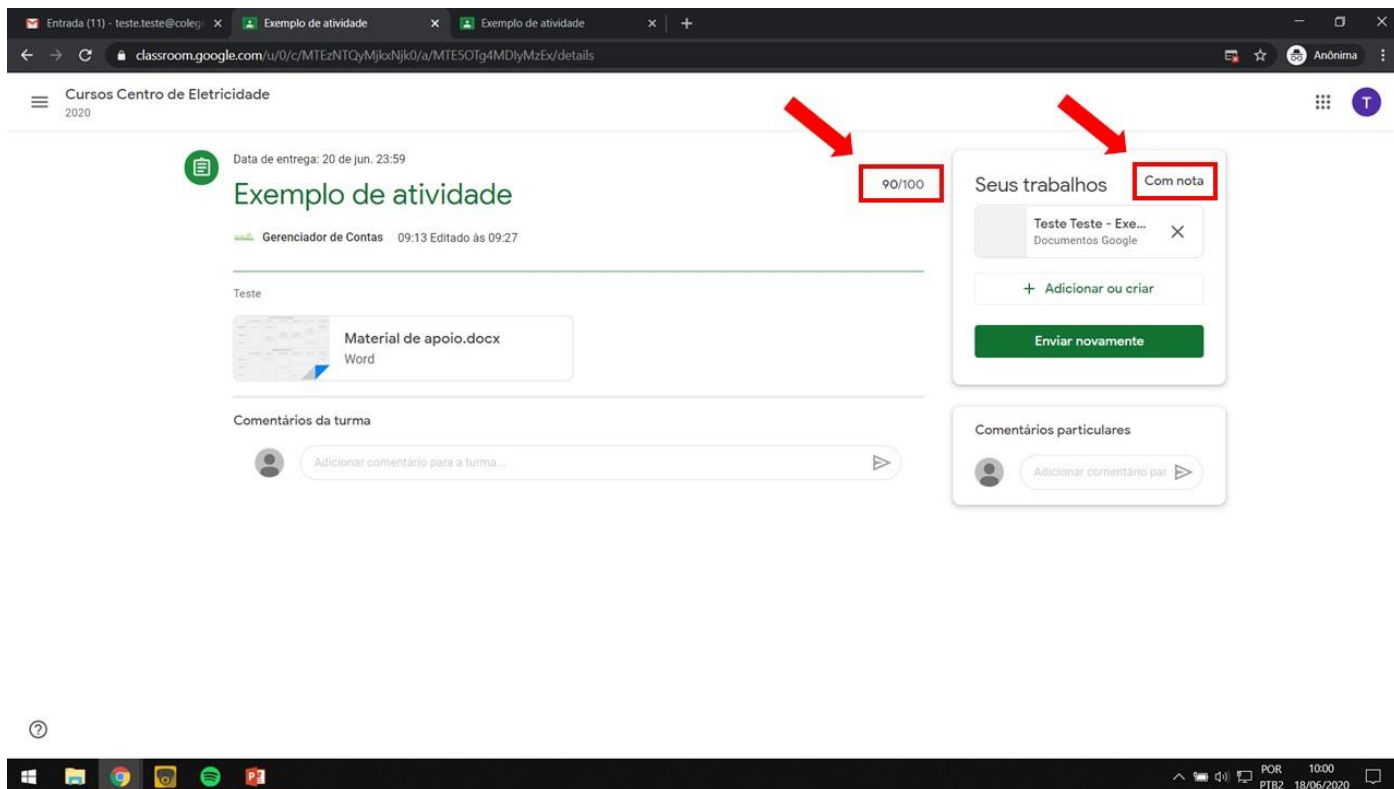 Entrada (11) - teste.teste@colegi
Exemplo de atividade
Exemplo de atividade
classroom.google.com/u/0/c/MTEzNTQyMjkxNjk0/a/MTE5OTg4MDIyMzEx/details
Anônima
Cursos Centro de Eletricidade
2020
T
Data de entrega: 20 de jun. 23:59
Exemplo de atividade
90/100
Gerenciador de Contas 09:13 Editado às 09:27
Teste
Material de apoio.docx
Word
Comentários da turma
Adicionar comentário para a turma...
Seus trabalhos
Com nota
Teste Teste - Exe...
Documentos Google
+ Adicionar ou criar
Enviar novamente
Comentários particulares
Adicionar comentário par
POR
PTB2
10:00
18/06/2020